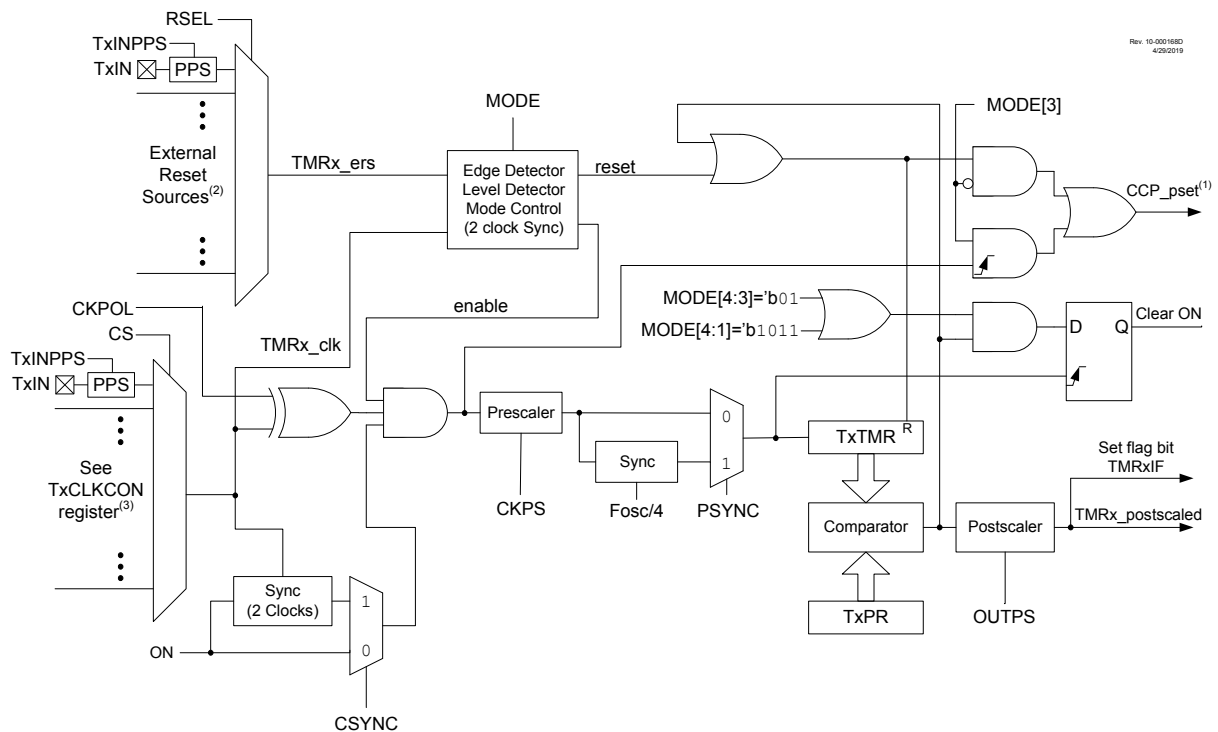 RSEL
TxINPPS
TxIN
PPS
Rev. 10-000168D
4/29/2019
MODE
MODE[3]
External
Reset
Sources(2)
TMRx_ers
Edge Detector
Level Detector
Mode Control
(2 clock Sync)
reset
CCP_pset(1)
enable
MODE[4:3]='b01
MODE[4:1]='b1011
D
Q
Clear ON
CKPOL
CS
TMRx_clk
TxINPPS
TxIN
PPS
Prescaler
0
1
TxTMR
R
Sync
See
TxCLKCON
register(3)
CKPS
Fosc/4
PSYNC
Set flag bit
TMRxIF
Comparator
Postscaler
TMRx_postscaled
Sync
(2 Clocks)
1
0
TxPR
OUTPS
ON
CSYNC